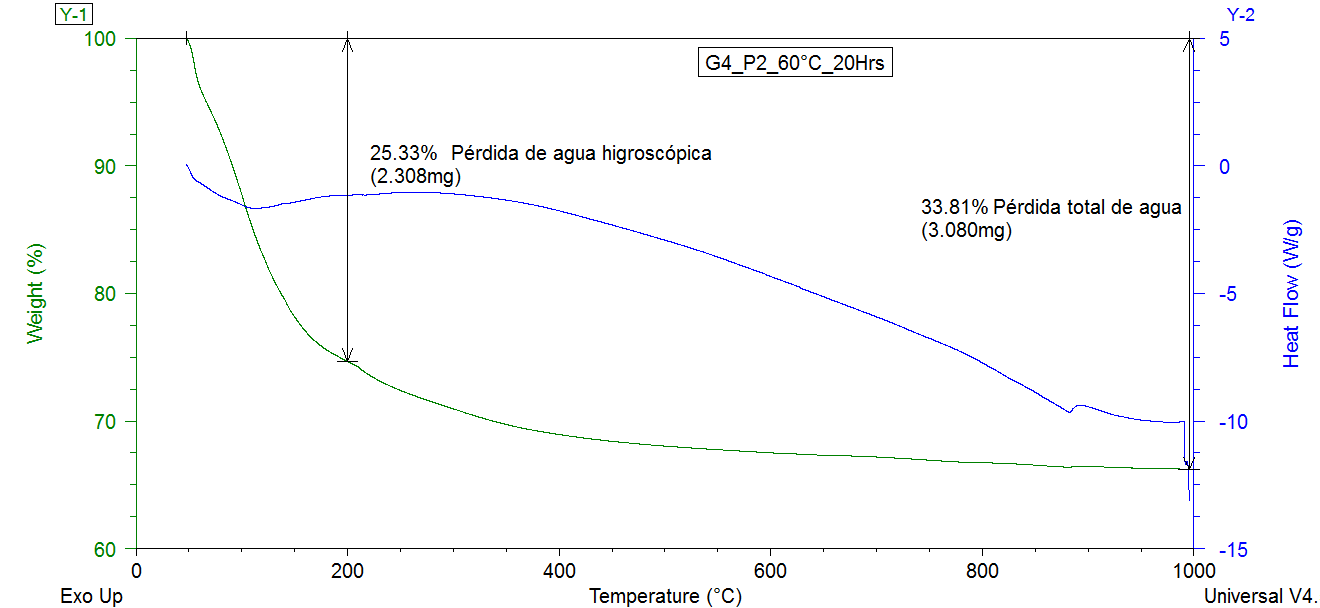 Y-1
Y-2
100
90
80
70
60
5
0
-5
-10
-15
G4_P2_60°C_20Hrs
25.33% Pérdida de agua higroscópica
(2.308mg)
33.81% Pérdida total de agua
(3.080mg)
Weight (%)
Heat Flow (W/g)
0
200
400
600
800
1000
Exo Up
Temperature (°C)
Universal V4.